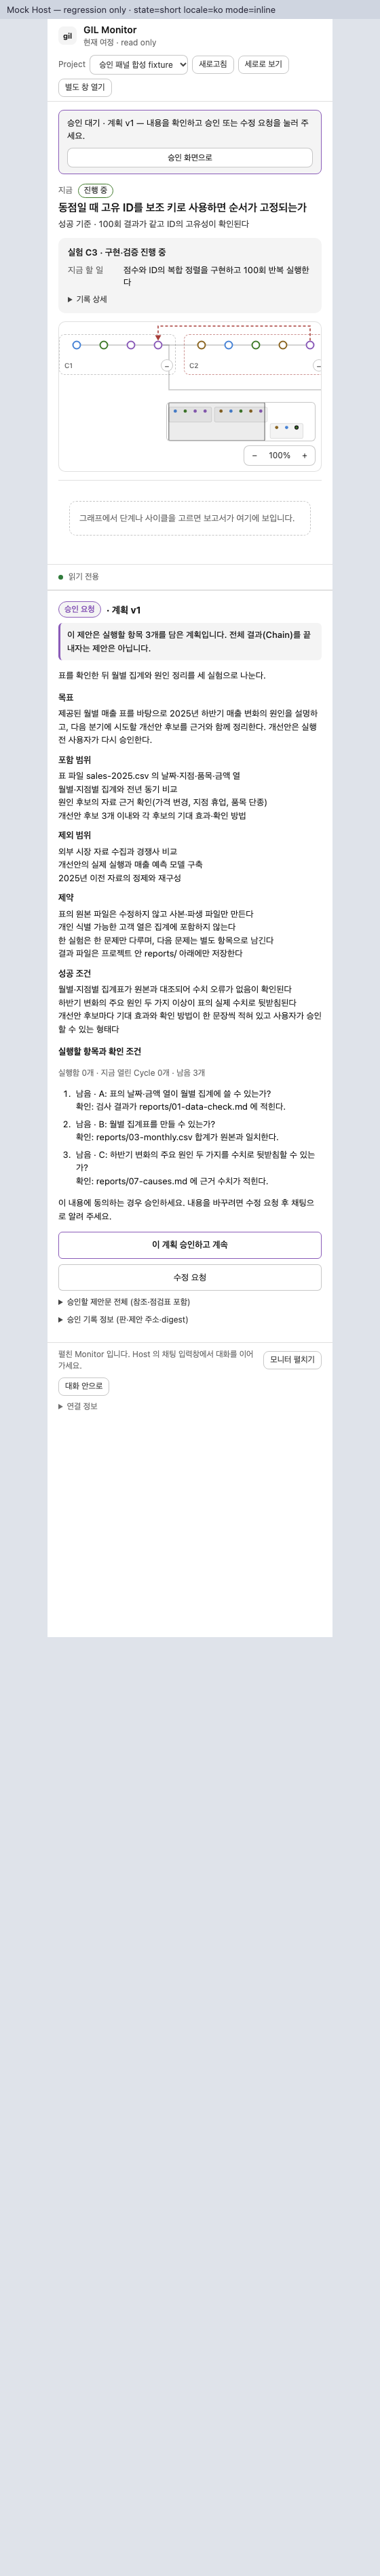 Mock Host — regression only · state=short locale=ko mode=inline
gil
GIL Monitor
현재 여정 · read only
Project
승인 패널 합성 fixture
새로고침
세로로 보기
별도 창 열기
승인 대기 · 계획 v1 — 내용을 확인하고 승인 또는 수정 요청을 눌러 주
세요.
승인 화면으로
지금
진행 중
동점일 때 고유 ID를 보조 키로 사용하면 순서가 고정되는가
성공 기준 · 100회 결과가 같고 ID의 고유성이 확인된다
실험 C3 · 구현·검증 진행 중
지금 할 일
점수와 ID의 복합 정렬을 구현하고 100회 반복 실행한
다
▶ 기록 상세
C1
−
C2
−
− 100% +
그래프에서 단계나 사이클을 고르면 보고서가 여기에 보입니다.
읽기 전용
승인 요청
· 계획 v1
이 제안은 실행할 항목 3개를 담은 계획입니다. 전체 결과(Chain)를 끝
내자는 제안은 아닙니다.
표를 확인한 뒤 월별 집계와 원인 정리를 세 실험으로 나눈다.
목표
제공된 월별 매출 표를 바탕으로 2025년 하반기 매출 변화의 원인을 설명하
고, 다음 분기에 시도할 개선안 후보를 근거와 함께 정리한다. 개선안은 실행
전 사용자가 다시 승인한다.
포함 범위
표 파일 sales-2025.csv 의 날짜·지점·품목·금액 열
월별·지점별 집계와 전년 동기 비교
원인 후보의 자료 근거 확인(가격 변경, 지점 휴업, 품목 단종)
개선안 후보 3개 이내와 각 후보의 기대 효과·확인 방법
제외 범위
외부 시장 자료 수집과 경쟁사 비교
개선안의 실제 실행과 매출 예측 모델 구축
2025년 이전 자료의 정제와 재구성
제약
표의 원본 파일은 수정하지 않고 사본·파생 파일만 만든다
개인 식별 가능한 고객 열은 집계에 포함하지 않는다
한 실험은 한 문제만 다루며, 다음 문제는 별도 항목으로 남긴다
결과 파일은 프로젝트 안 reports/ 아래에만 저장한다
성공 조건
월별·지점별 집계표가 원본과 대조되어 수치 오류가 없음이 확인된다
하반기 변화의 주요 원인 두 가지 이상이 표의 실제 수치로 뒷받침된다
개선안 후보마다 기대 효과와 확인 방법이 한 문장씩 적혀 있고 사용자가 승인
할 수 있는 형태다
실행할 항목과 확인 조건
실행함 0개 · 지금 열린 Cycle 0개 · 남음 3개
1. 남음 · A: 표의 날짜·금액 열이 월별 집계에 쓸 수 있는가?
확인: 검사 결과가 reports/01-data-check.md 에 적힌다.
2. 남음 · B: 월별 집계표를 만들 수 있는가?
확인: reports/03-monthly.csv 합계가 원본과 일치한다.
3. 남음 · C: 하반기 변화의 주요 원인 두 가지를 수치로 뒷받침할 수 있는
가?
확인: reports/07-causes.md 에 근거 수치가 적힌다.
이 내용에 동의하는 경우 승인하세요. 내용을 바꾸려면 수정 요청 후 채팅으
로 알려 주세요.
이 계획 승인하고 계속
수정 요청
▶ 승인할 제안문 전체 (참조·점검표 포함)
▶ 승인 기록 정보 (판·제안 주소·digest)
펼친 Monitor 입니다. Host 의 채팅 입력창에서 대화를 이어
가세요.
모니터 펼치기
대화 안으로
▶ 연결 정보